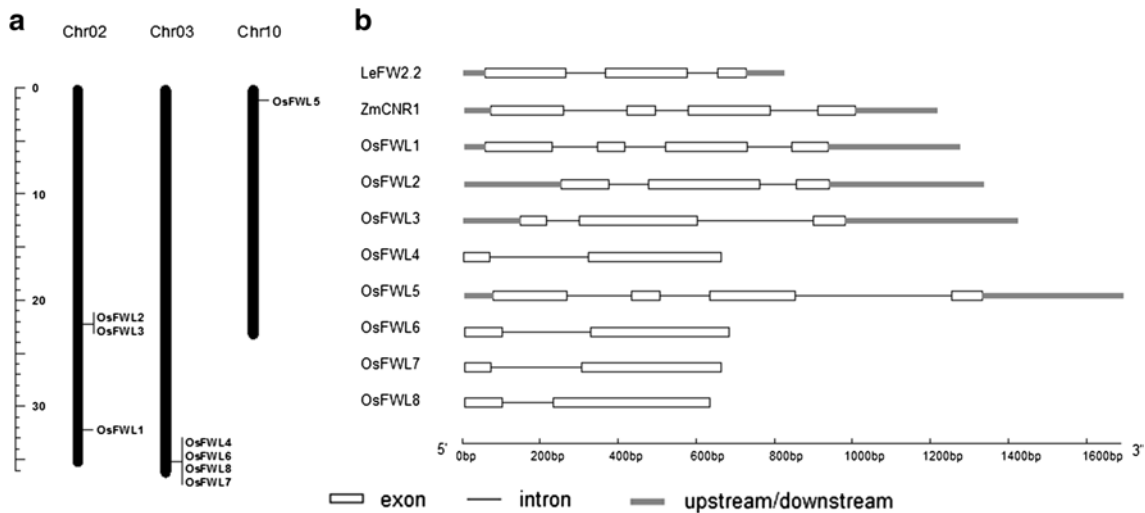 a
Chr02 Chr03 Chr10
0
10
20
30
OsFWL2
OsFWL3
OsFWL1
OsFWL4
OsFWL6
OsFWL8
OsFWL7
OsFWL5
b
LeFW2.2
ZmCNR1
OsFWL1
OsFWL2
OsFWL3
OsFWL4
OsFWL5
OsFWL6
OsFWL7
OsFWL8
5' 3"
0bp 200bp 400bp 600bp 800bp 1000bp 1200bp 1400bp 1600bp
exon intron upstream/downstream